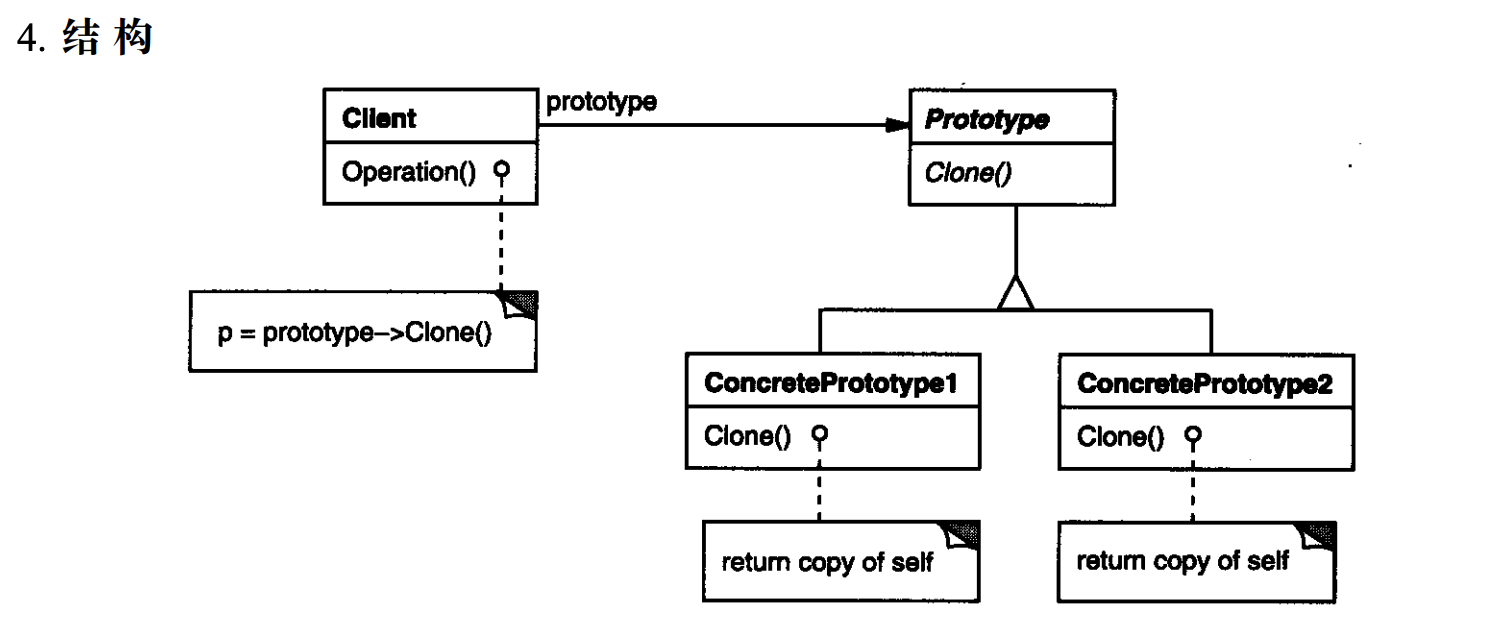 4. 结 构
prototype
Client
Prototype
Operation()
Clone()
p = prototype->Clone()
ConcretePrototype1
ConcretePrototype2
Clone()
Clone()
return copy of self
return copy of self